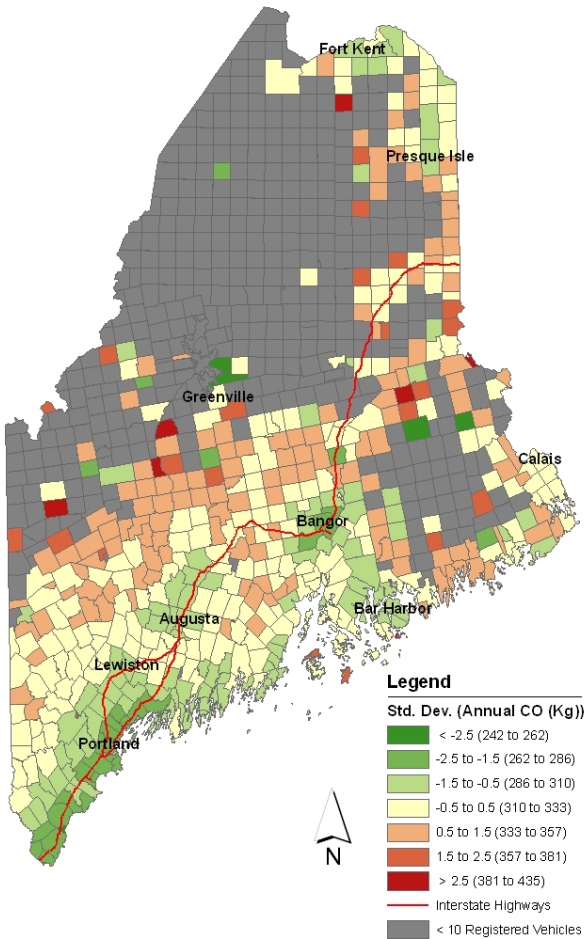 Fort Kent
Presque Isle
Greenville
Calais
Bangor
Bar Harbor
Augusta
Lewiston
Portland
N
Legend
Std. Dev. (Annual CO (Kg))
< -2.5 (242 to 262)
-2.5 to -1.5 (262 to 286)
-1.5 to -0.5 (286 to 310)
-0.5 to 0.5 (310 to 333)
0.5 to 1.5 (333 to 357)
1.5 to 2.5 (357 to 381)
> 2.5 (381 to 435)
Interstate Highways
< 10 Registered Vehicles